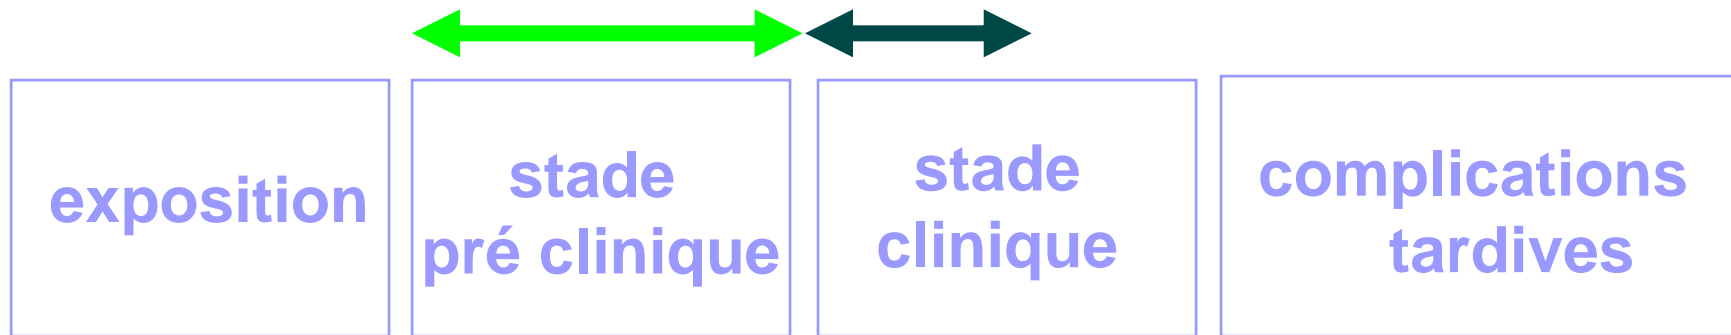 exposition
stade
pré clinique
stade
clinique
complications
tardives